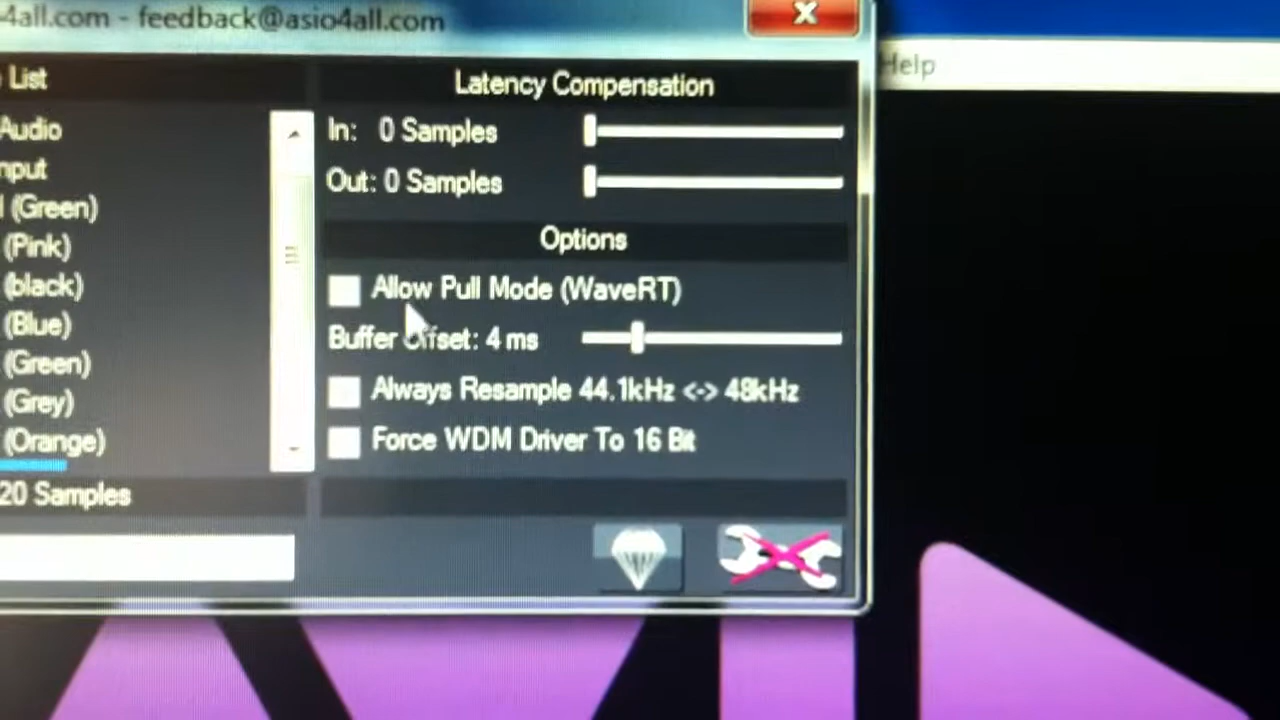 4all.com - feedback@asio4all.com
Help
List
Latency Compensation
Audio
In: 0 Samples
nput
Out: 0 Samples
(Green)
Options
(Pink)
(black)
Allow Pull Mode (WaveRT)
(Blue)
Buffer Offset: 4 ms
(Green)
Always Resample 44.1kHz <-> 48kHz
(Grey)
(Orange)
Force WDM Driver To 16 Bit
20 Samples